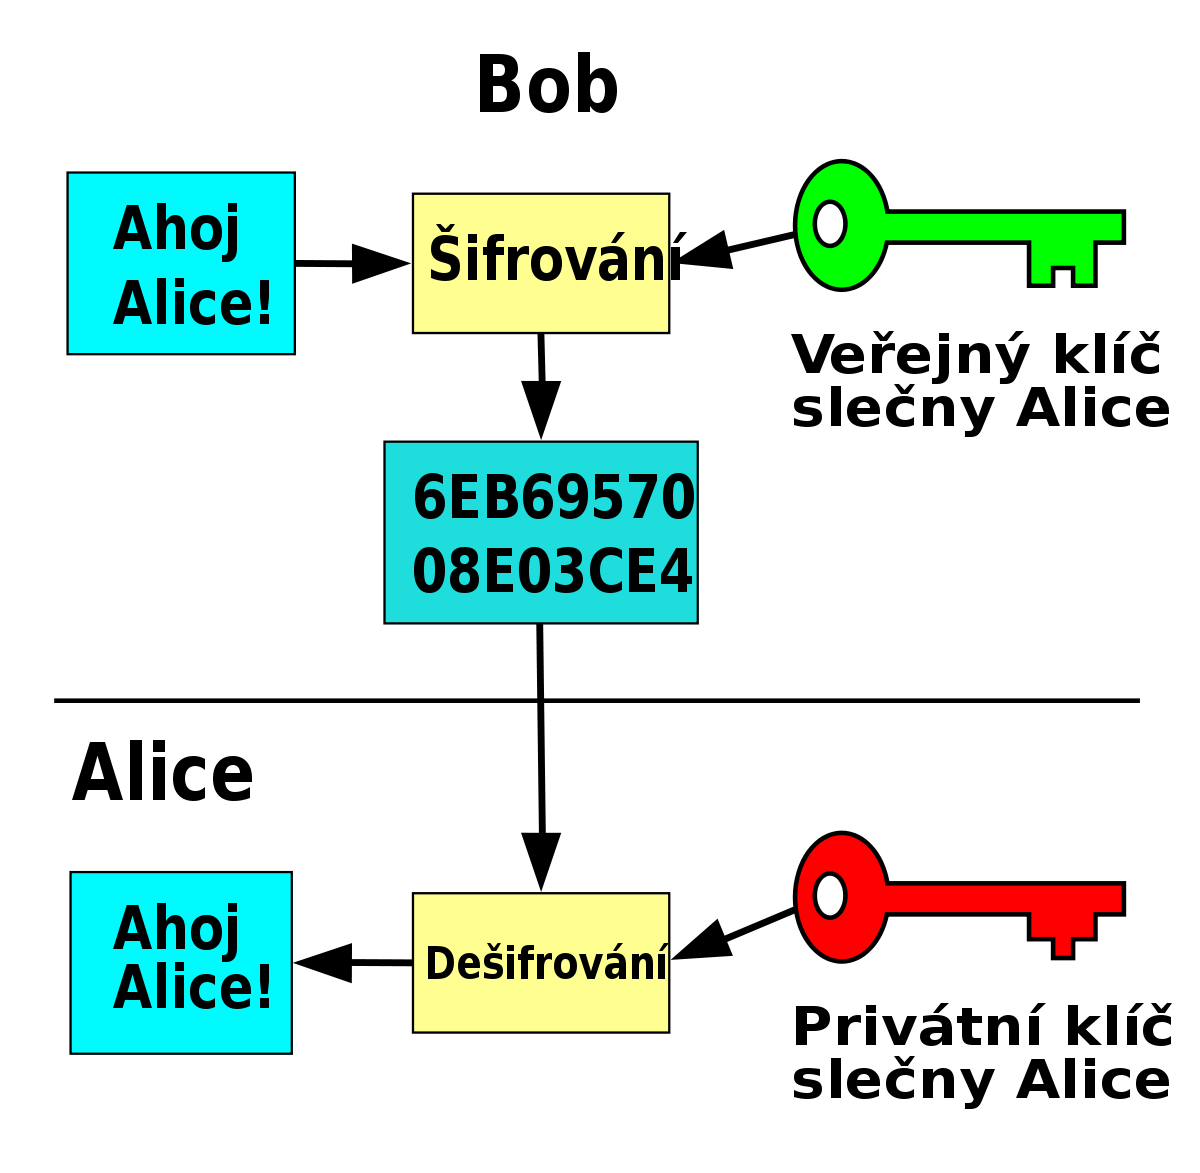 Bob
Ahoj
Alice!
Šifrování
Veřejný klíč
slečny Alice
6EB69570
08E03CE4
Alice
Ahoj
Alice!
Dešifrování
Privátní klíč
slečny Alice